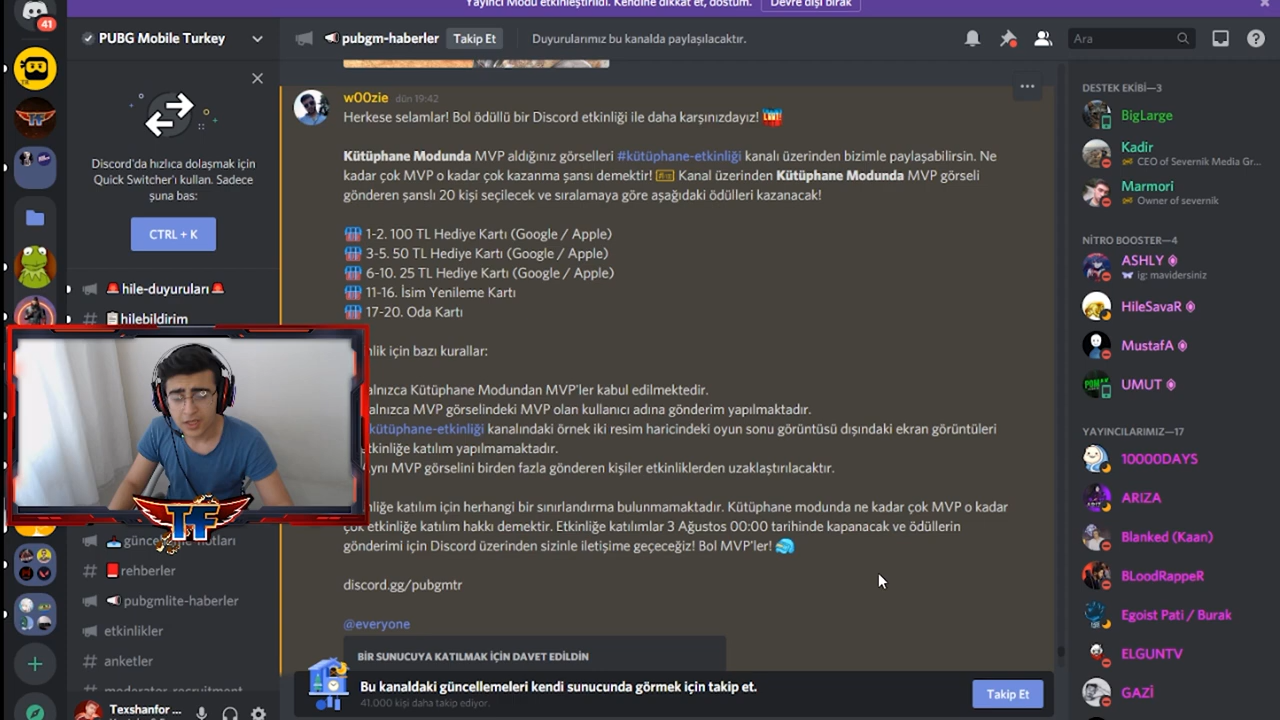 Yayıncı Modu etkinleştirildi. Kendine dikkat et, dostum.
Devre dışı bırak
41
PUBG Mobile Turkey
pubgm-haberler
Takip Et
Duyurularımız bu kanalda paylaşılacaktır.
Ara
Discord'da hızlıca dolaşmak için
Quick Switcher'ı kullan. Sadece
şuna bas:
CTRL + K
hile-duyuruları
hilebildirim
güncelleme-notları
rehberler
pubgmlite-haberler
etkinlikler
anketler
moderator-recruitment
Texshanfor ...
TF
w00zie dün 19:42
Herkese selamlar! Bol ödüllü bir Discord etkinliği ile daha karşınızdayız!
Kütüphane Modunda MVP aldığınız görselleri #kütüphane-etkinliği kanalı üzerinden bizimle paylaşabilirsin. Ne
kadar çok MVP o kadar çok kazanma şansı demektir! Kanal üzerinden Kütüphane Modunda MVP görseli
gönderen şanslı 20 kişi seçilecek ve sıralamaya göre aşağıdaki ödülleri kazanacak!
1-2. 100 TL Hediye Kartı (Google / Apple)
3-5. 50 TL Hediye Kartı (Google / Apple)
6-10. 25 TL Hediye Kartı (Google / Apple)
11-16. İsim Yenileme Kartı
17-20. Oda Kartı
nlik için bazı kurallar:
alnızca Kütüphane Modundan MVP'ler kabul edilmektedir.
alnızca MVP görselindeki MVP olan kullanıcı adına gönderim yapılmaktadır.
kütüphane-etkinliği kanalındaki örnek iki resim haricindeki oyun sonu görüntüsü dışındaki ekran görüntüleri
etkinliğe katılım yapılmamaktadır.
Aynı MVP görselini birden fazla gönderen kişiler etkinliklerden uzaklaştırılacaktır.
nliğe katılım için herhangi bir sınırlandırma bulunmamaktadır. Kütüphane modunda ne kadar çok MVP o kadar
çok etkinliğe katılım hakkı demektir. Etkinliğe katılımlar 3 Ağustos 00:00 tarihinde kapanacak ve ödüllerin
gönderimi için Discord üzerinden sizinle iletişime geçeceğiz! Bol MVP'ler!
discord.gg/pubgmtr
@everyone
BİR SUNUCUYA KATILMAK İÇİN DAVET EDİLDİN
Bu kanaldaki güncellemeleri kendi sunucunda görmek için takip et.
41.000 kişi daha takip ediyor.
Takip Et
DESTEK EKİBİ—3
BigLarge
Kadir
CEO of Severnik Media Gr...
Marmori
Owner of severnik
NİTRO BOOSTER—4
ASHLY
ig: mavidersiniz
HileSavaR
MustafA
UMUT
YAYINCILARIMIZ—17
10000DAYS
ARIZA
Blanked (Kaan)
BLoodRappeR
Egoist Pati / Burak
ELGUNTV
GAZİ